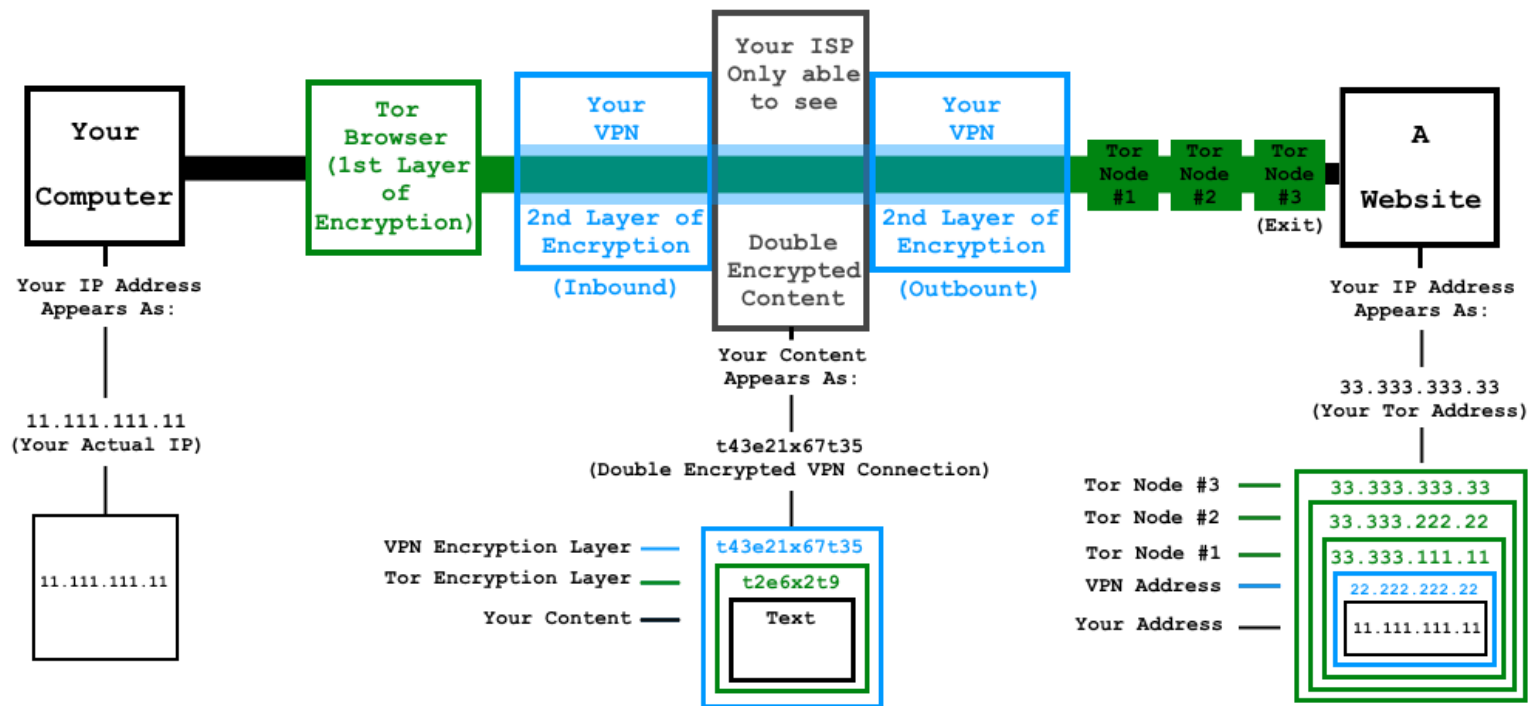 Your
Computer
Your IP Address
Appears As:
11.111.111.11
(Your Actual IP)
11.111.111.11
Tor
Browser
(1st Layer
of
Encryption)
Your
VPN
2nd Layer of
Encryption
(Inbound)
Your ISP
Only able
to see
Double
Encrypted
Content
Your Content
Appears As:
t43e21x67t35
(Double Encrypted VPN Connection)
VPN Encryption Layer
t43e21x67t35
Tor Encryption Layer
t2e6x2t9
Your Content
Text
Your
VPN
2nd Layer of
Encryption
(Outbount)
Tor
Node
#1
Tor
Node
#2
Tor
Node
#3
(Exit)
A
Website
Your IP Address
Appears As:
33.333.333.33
(Your Tor Address)
Tor Node #3
33.333.333.33
Tor Node #2
33.333.222.22
Tor Node #1
33.333.111.11
VPN Address
22.222.222.22
Your Address
11.111.111.11